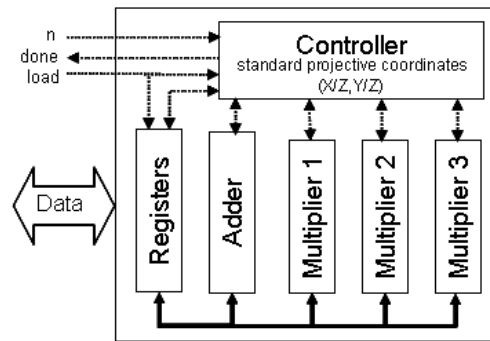 n
done
load
Controller
standard projective coordinates
(X/Z,Y/Z)
Data
Registers
Adder
Multiplier 1
Multiplier 2
Multiplier 3